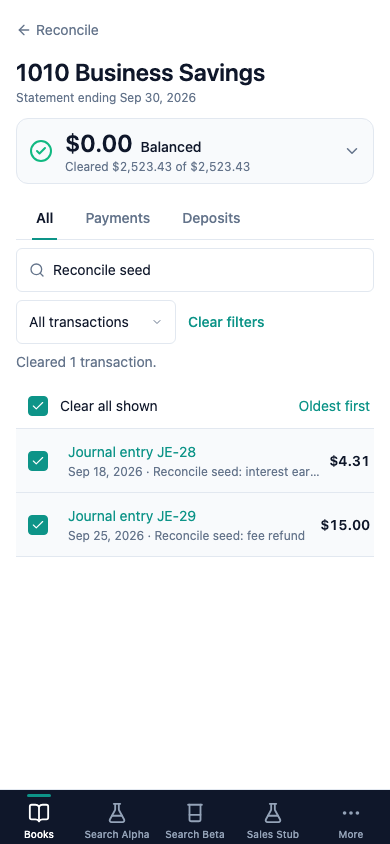 Reconcile
1010 Business Savings
Statement ending Sep 30, 2026
$0.00 Balanced
Cleared $2,523.43 of $2,523.43
All Payments Deposits
Reconcile seed
All transactions Clear filters
Cleared 1 transaction.
Clear all shown Oldest first
Journal entry JE-28
Sep 18, 2026 · Reconcile seed: interest ear... $4.31
Journal entry JE-29
Sep 25, 2026 · Reconcile seed: fee refund $15.00
Books Search Alpha Search Beta Sales Stub More